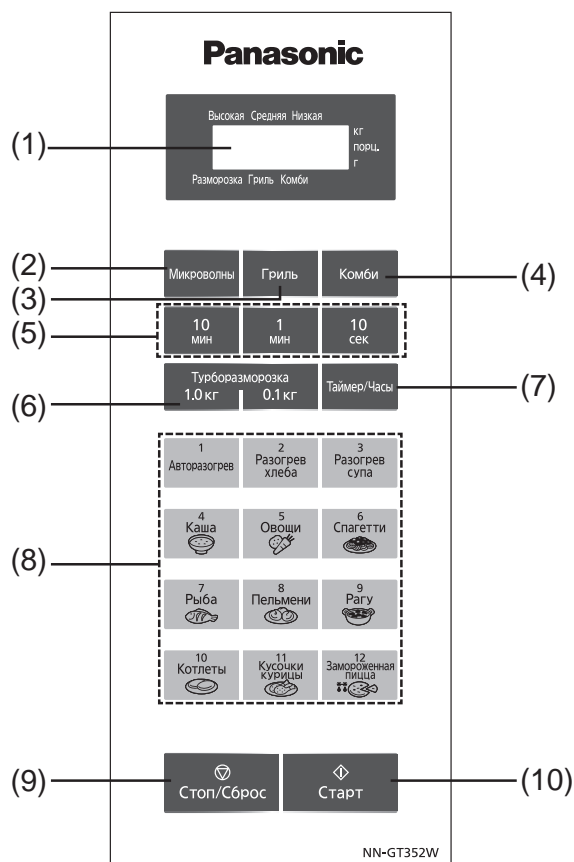 Panasonic
Высокая Средняя Низкая
(1)
кг
порц.
г
Разморозка Гриль Комби
(2)
Микроволны
Гриль
Комби
(3)
(4)
(5)
10 мин
1 мин
10 сек
Турборазморозка
1.0 кг 0.1 кг
Таймер/Часы
(6)
(7)
1
Авторазогрев
2
Разогрев
хлеба
3
Разогрев
супа
4
Каша
5
Овощи
6
Спагетти
(8)
7
Рыба
8
Пельмени
9
Рагу
10
Котлеты
11
Кусочки
курицы
12
Замороженная
пицца
(9)
Стоп/Сброс
Старт
(10)
NN-GT352W